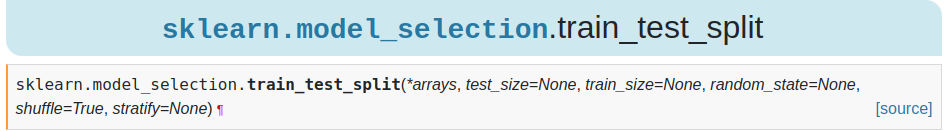 sklearn.model_selection.train_test_split
sklearn.model_selection.train_test_split(*arrays, test_size=None, train_size=None, random_state=None,
shuffle=True, stratify=None) ¶ [source]